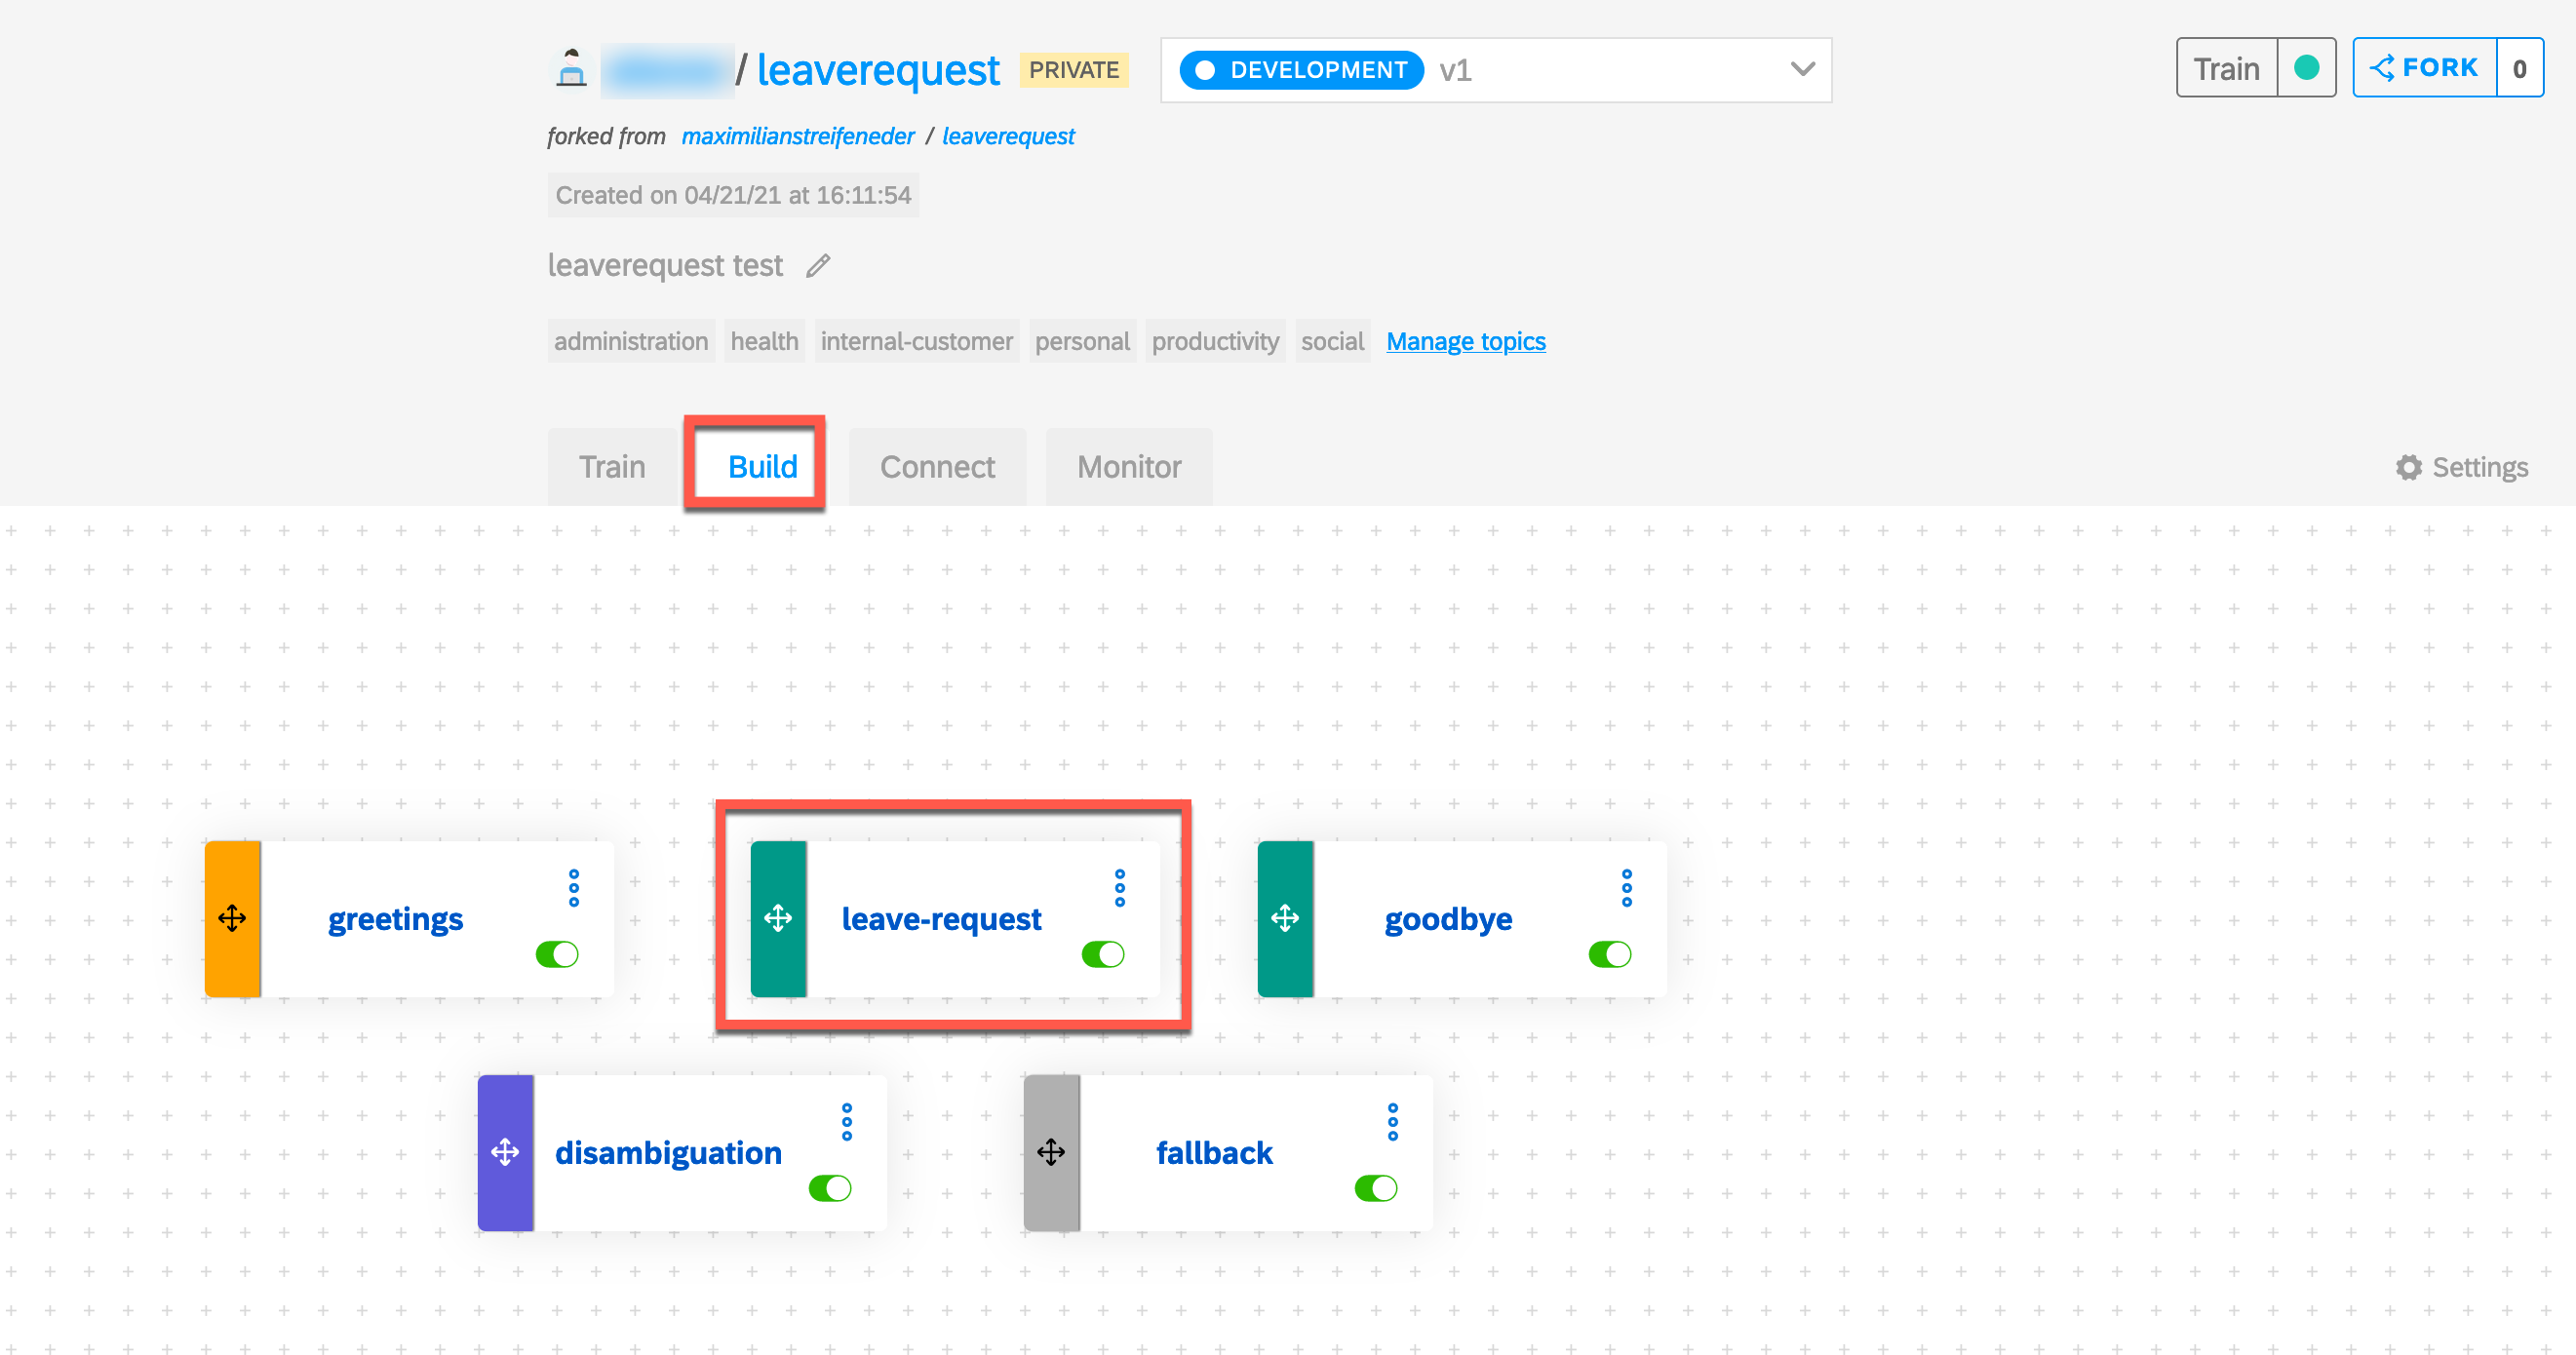 / leaverequest PRIVATE DEVELOPMENT v1 Train FORK 0
forked from maximilianstreifeneder / leaverequest
Created on 04/21/21 at 16:11:54
leaverequest test
administration health internal-customer personal productivity social Manage topics
Train Build Connect Monitor Settings
greetings leave-request goodbye
disambiguation fallback